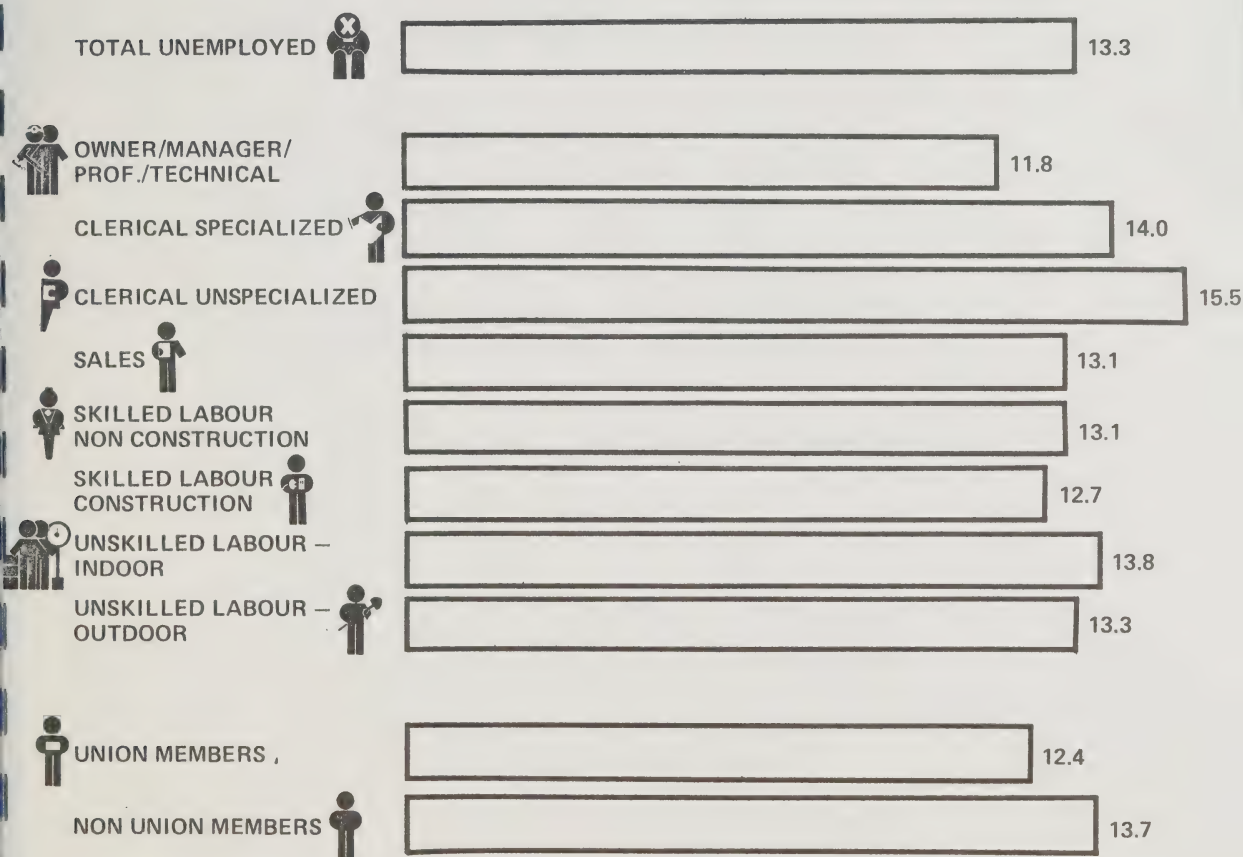 TOTAL UNEMPLOYED 13.3
OWNER/MANAGER/
PROF./TECHNICAL 11.8
CLERICAL SPECIALIZED 14.0
CLERICAL UNSPECIALIZED 15.5
SALES 13.1
SKILLED LABOUR
NON CONSTRUCTION 13.1
SKILLED LABOUR
CONSTRUCTION 12.7
UNSKILLED LABOUR –
INDOOR 13.8
UNSKILLED LABOUR –
OUTDOOR 13.3
UNION MEMBERS 12.4
NON UNION MEMBERS 13.7